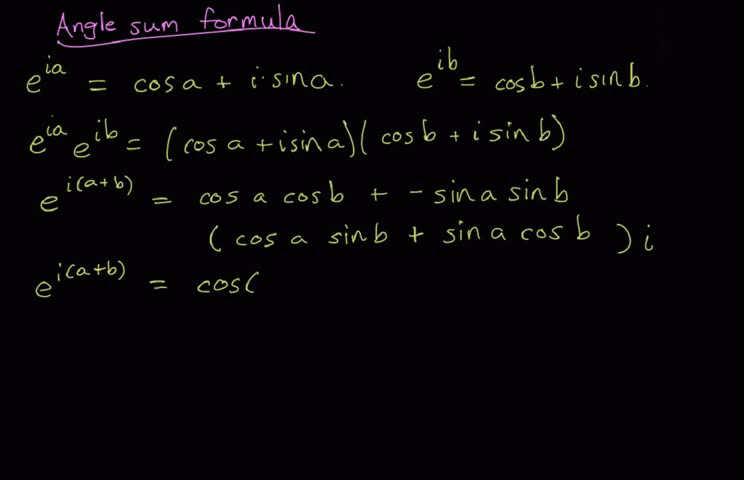 Angle sum formula
e^{ia} = cos a + i · sin a. e^{ib} = cos b + i sin b.
e^{ia} e^{ib} = (cos a + i sin a)(cos b + i sin b)
e^{i(a+b)} = cos a cos b + - sin a sin b
(cos a sin b + sin a cos b) i
e^{i(a+b)} = cos(